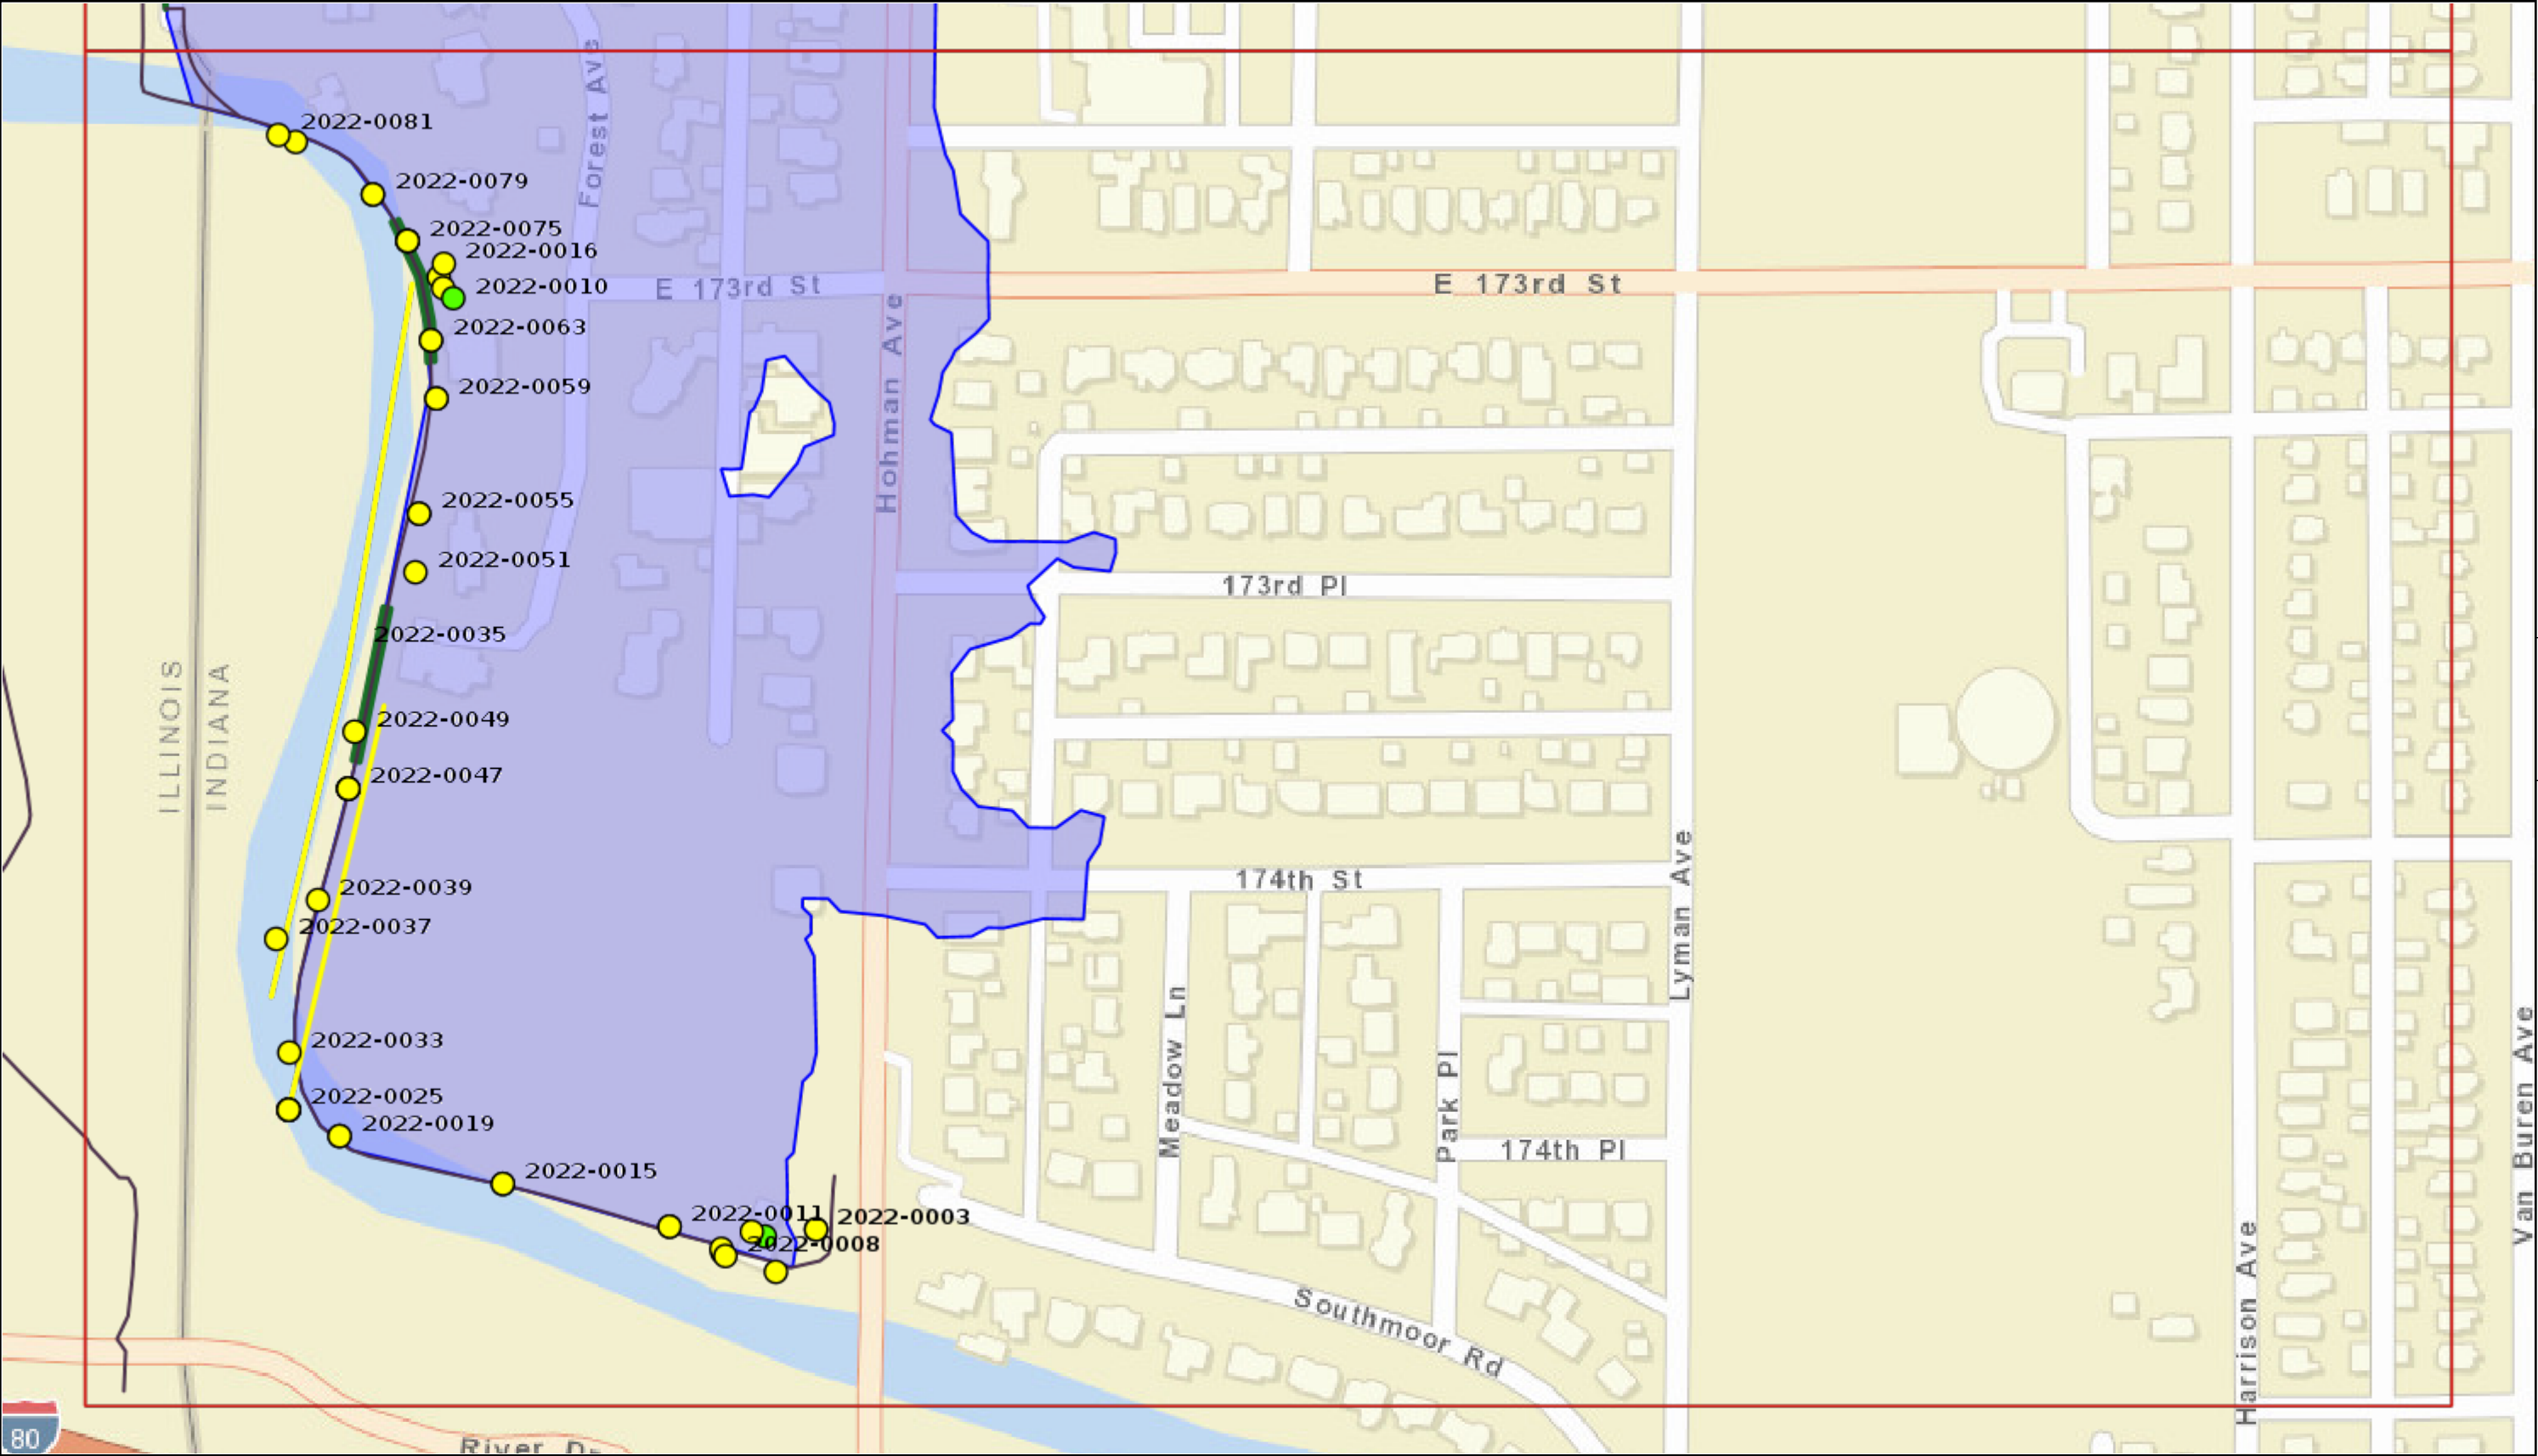 Forest Ave
2022-0081
2022-0079
2022-0075
2022-0016
2022-0010
E 173rd St
E 173rd St
2022-0063
Hohman Ave
2022-0059
2022-0055
2022-0051
173rd Pl
2022-0035
ILLINOIS
INDIANA
2022-0049
2022-0047
2022-0039
174th St
Lyman Ave
2022-0037
2022-0033
Meadow Ln
Park Pl
2022-0025
2022-0019
174th Pl
Van Buren Ave
2022-0015
2022-0011
2022-0003
2022-0008
Harrison Ave
Southmoor Rd
80
River Dr